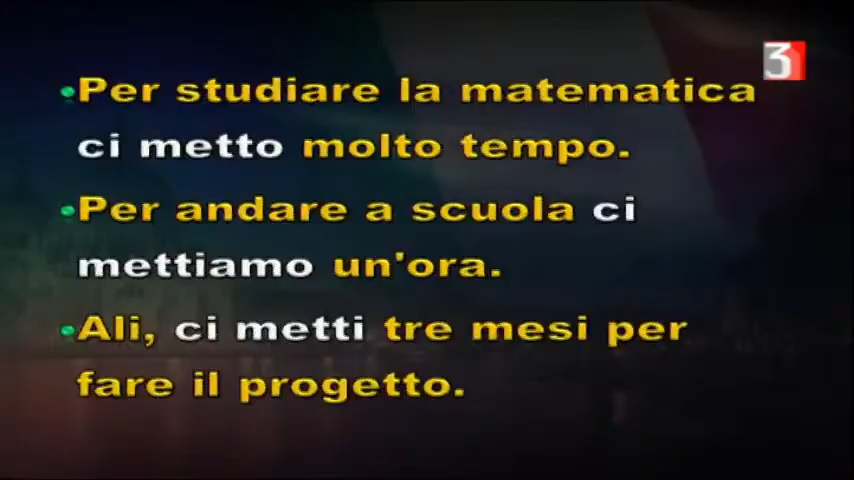 3
•Per studiare la matematica
ci metto molto tempo.
•Per andare a scuola ci
mettiamo un'ora.
•Ali, ci metti tre mesi per
fare il progetto.